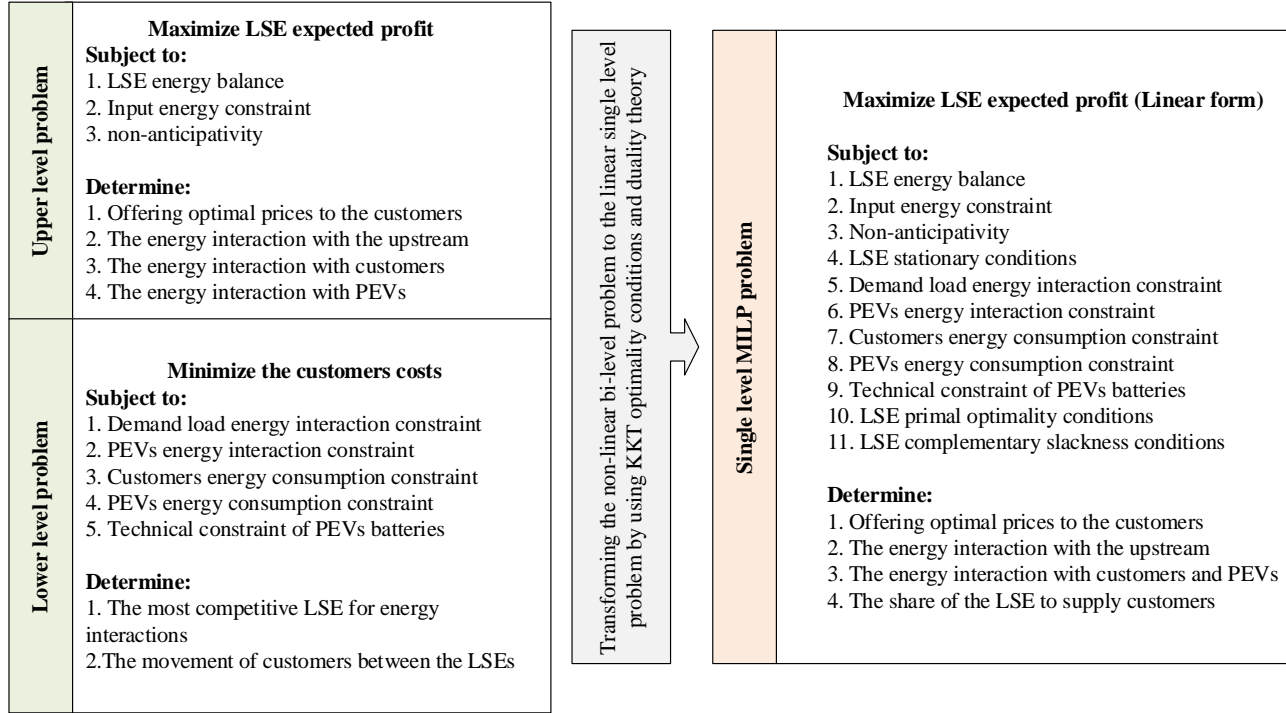 Upper level problem
Maximize LSE expected profit
Subject to:
1. LSE energy balance
2. Input energy constraint
3. non-anticipativity
Determine:
1. Offering optimal prices to the customers
2. The energy interaction with the upstream
3. The energy interaction with customers
4. The energy interaction with PEVs
Lower level problem
Minimize the customers costs
Subject to:
1. Demand load energy interaction constraint
2. PEVs energy interaction constraint
3. Customers energy consumption constraint
4. PEVs energy consumption constraint
5. Technical constraint of PEVs batteries
Determine:
1. The most competitive LSE for energy
interactions
2.The movement of customers between the LSEs
Transforming the non-linear bi-level problem to the linear single level
problem by using KKT optimality conditions and duality theory
Single level MILP problem
Maximize LSE expected profit (Linear form)
Subject to:
1. LSE energy balance
2. Input energy constraint
3. Non-anticipativity
4. LSE stationary conditions
5. Demand load energy interaction constraint
6. PEVs energy interaction constraint
7. Customers energy consumption constraint
8. PEVs energy consumption constraint
9. Technical constraint of PEVs batteries
10. LSE primal optimality conditions
11. LSE complementary slackness conditions
Determine:
1. Offering optimal prices to the customers
2. The energy interaction with the upstream
3. The energy interaction with customers and PEVs
4. The share of the LSE to supply customers